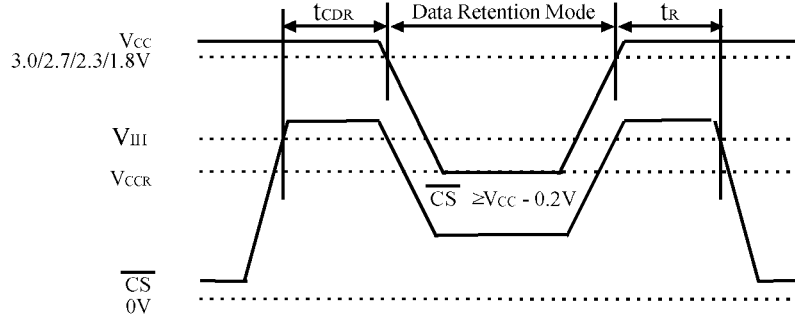 tCDR Data Retention Mode tR
VCC
3.0/2.7/2.3/1.8V
VIH
VCCR
CS ≥VCC - 0.2V
CS
0V